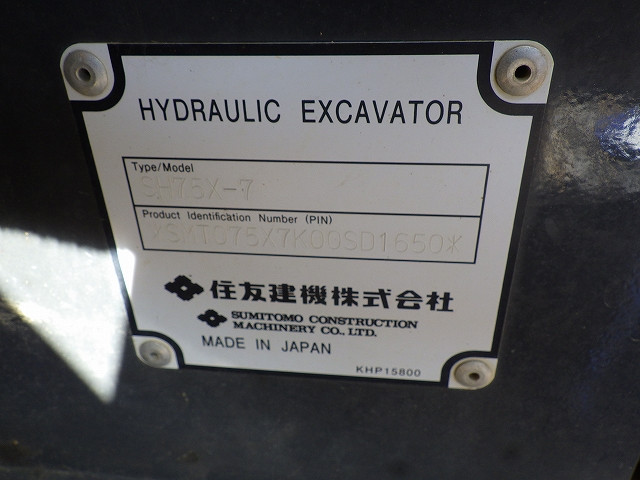 HYDRAULIC EXCAVATOR
Type/Model
SH75X-7
Product Identification Number (PIN)
*SMT075X7K00SD1650*
住友建機株式会社
SUMITOMO CONSTRUCTION
MACHINERY CO., LTD.
MADE IN JAPAN
KHP15800